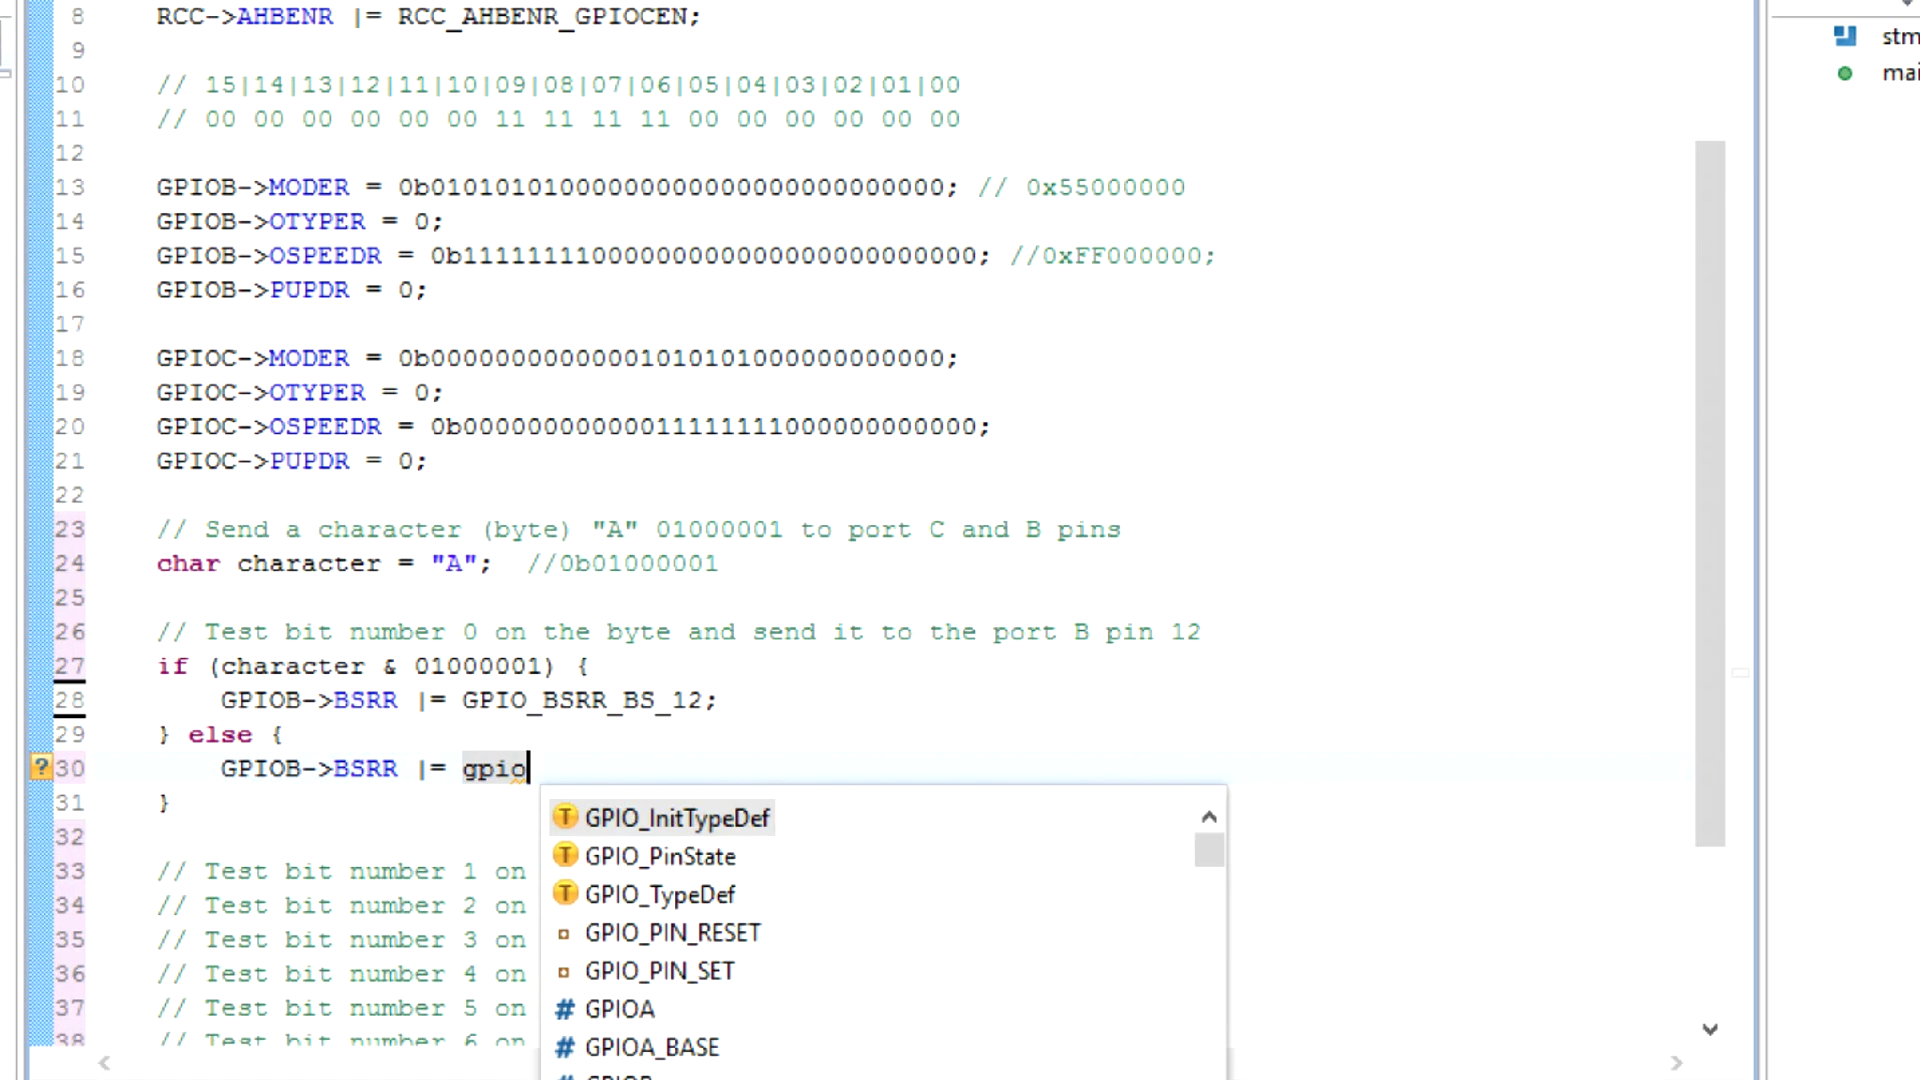 8 RCC->AHBENR |= RCC_AHBENR_GPIOCEN;
9
10 // 15|14|13|12|11|10|09|08|07|06|05|04|03|02|01|00
11 // 00 00 00 00 00 00 11 11 11 11 00 00 00 00 00 00
12
13 GPIOB->MODER = 0b01010101000000000000000000000000; // 0x55000000
14 GPIOB->OTYPER = 0;
15 GPIOB->OSPEEDR = 0b11111111000000000000000000000000; //0xFF000000;
16 GPIOB->PUPDR = 0;
17
18 GPIOC->MODER = 0b00000000000001010101000000000000;
19 GPIOC->OTYPER = 0;
20 GPIOC->OSPEEDR = 0b00000000000011111111000000000000;
21 GPIOC->PUPDR = 0;
22
23 // Send a character (byte) "A" 01000001 to port C and B pins
24 char character = "A"; //0b01000001
25
26 // Test bit number 0 on the byte and send it to the port B pin 12
27 if (character & 01000001) {
28 GPIOB->BSRR |= GPIO_BSRR_BS_12;
29 } else {
30 GPIOB->BSRR |= gpio
31 }
32
33 // Test bit number 1 on
34 // Test bit number 2 on
35 // Test bit number 3 on
36 // Test bit number 4 on
37 // Test bit number 5 on
38 // Test bit number 6 on
GPIO_InitTypeDef
GPIO_PinState
GPIO_TypeDef
GPIO_PIN_RESET
GPIO_PIN_SET
# GPIOA
# GPIOA_BASE
stm
mai